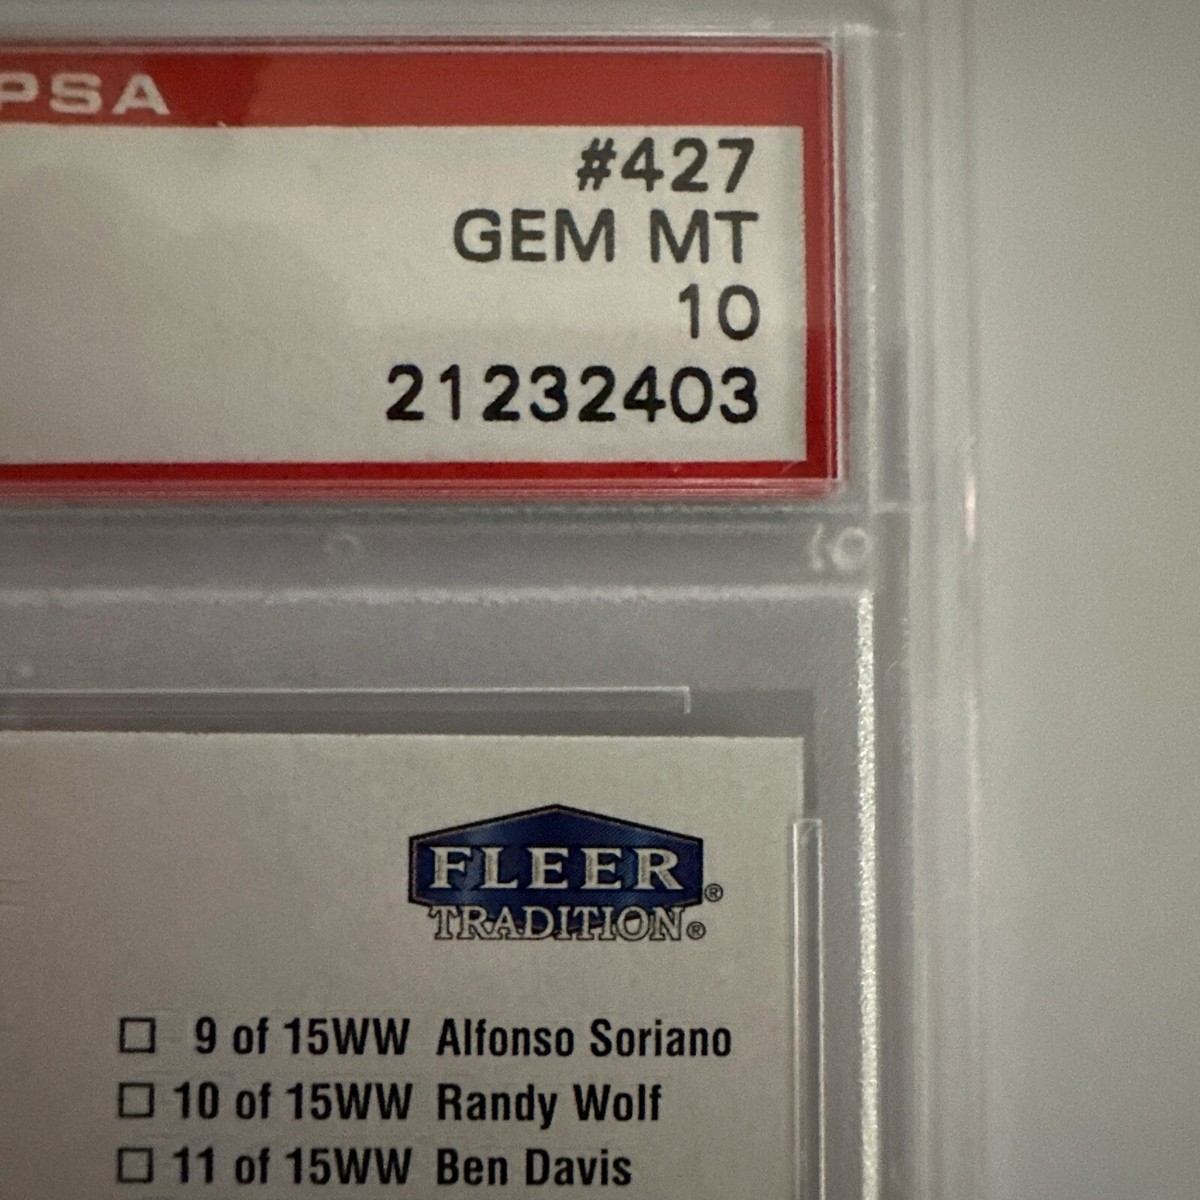 PSA
#427
GEM MT
10
21232403
FLEER®
TRADITION®
9 of 15WW Alfonso Soriano
10 of 15WW Randy Wolf
11 of 15WW Ben Davis